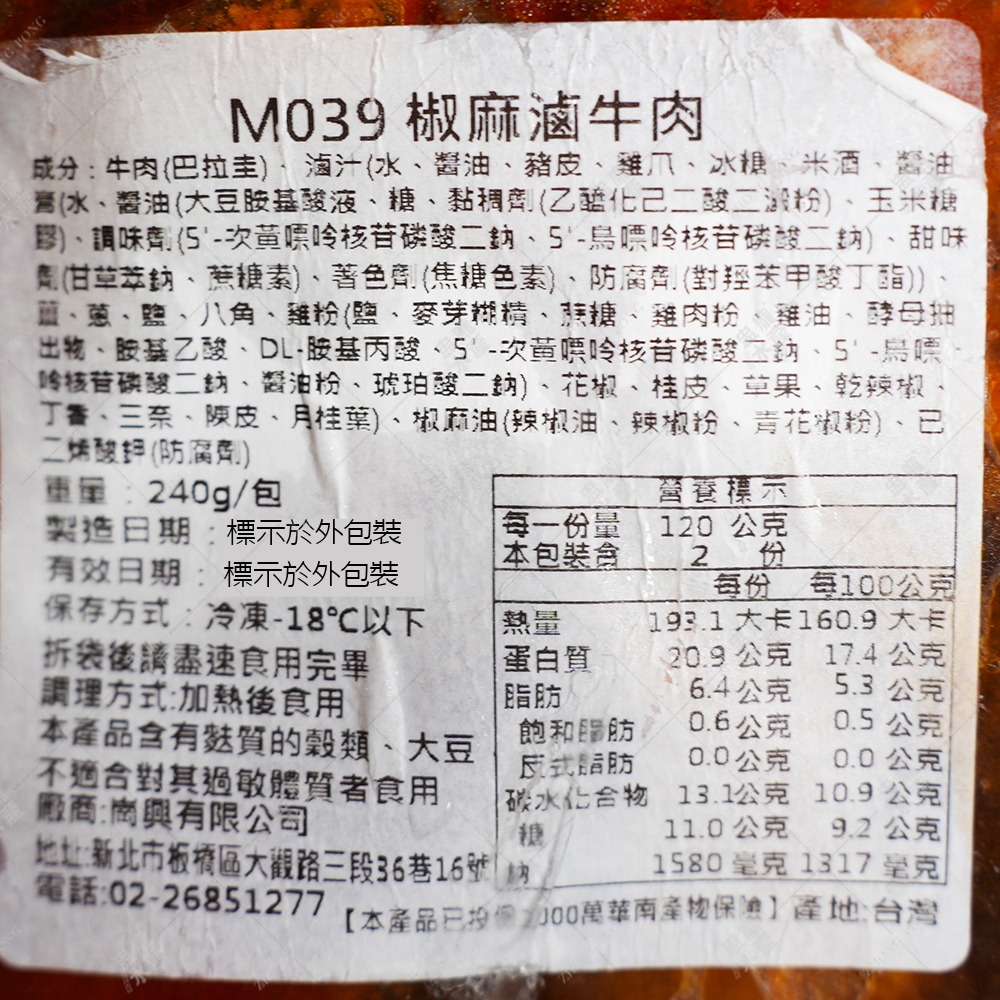 M039 椒麻滷牛肉
成分：牛肉(巴拉圭)、滷汁(水、醬油、豬皮、雞爪、冰糖、米酒、醬油
膏(水、醬油(大豆胺基酸液、糖、黏稠劑(乙醯化己二酸二澱粉)、玉米糖
膠)、調味劑(5'-次黃嘌呤核苷磷酸二鈉、5'-鳥嘌呤核苷磷酸二鈉)、甜味
劑(甘草萃鈉、蔗糖素)、著色劑(焦糖色素)、防腐劑(對羥苯甲酸丁酯))、
薑、蔥、鹽、八角、雞粉(鹽、麥芽糊精、蔗糖、雞肉粉、雞油、酵母抽
出物、胺基乙酸、DL-胺基丙酸、5'-次黃嘌呤核苷磷酸二鈉、5'-鳥嘌
呤核苷磷酸二鈉、醬油粉、琥珀酸二鈉)、花椒、桂皮、草果、乾辣椒、
丁香、三奈、陳皮、月桂葉)、椒麻油(辣椒油、辣椒粉、青花椒粉)、己
二烯酸鉀(防腐劑)
重量：240g/包
製造日期：標示於外包裝
有效日期：標示於外包裝
保存方式：冷凍-18℃以下
拆袋後請盡速食用完畢
調理方式:加熱後食用
本產品含有麩質的穀類、大豆
不適合對其過敏體質者食用
廠商:崗興有限公司
地址:新北市板橋區大觀路三段36巷16號
電話:02-26851277
營養標示
每一份量 120 公克
本包裝含 2 份
每份 每100公克
熱量 193.1 大卡 160.9 大卡
蛋白質 20.9 公克 17.4 公克
脂肪 6.4 公克 5.3 公克
飽和脂肪 0.6 公克 0.5 公克
反式脂肪 0.0 公克 0.0 公克
碳水化合物 13.1公克 10.9 公克
糖 11.0 公克 9.2 公克
鈉 1580 毫克 1317 毫克
【本產品已投保2000萬華南產物保險】產地:台灣